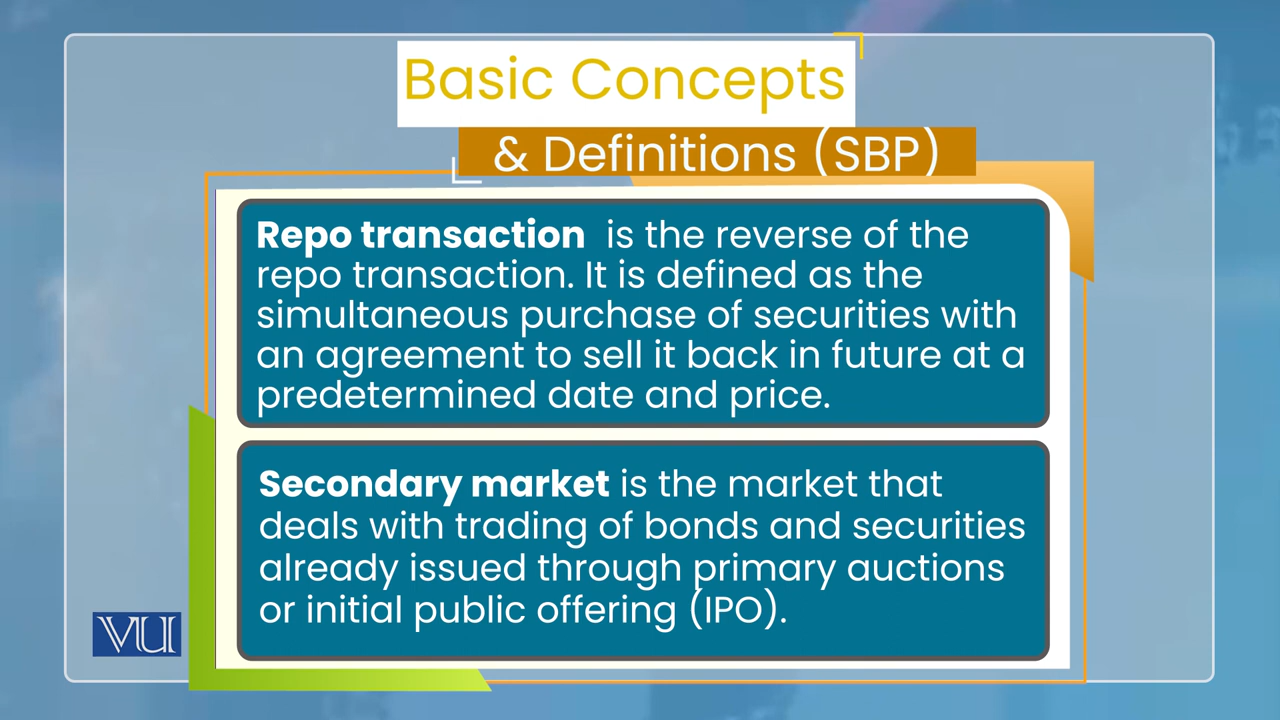 Basic Concepts
& Definitions (SBP)
Repo transaction is the reverse of the
repo transaction. It is defined as the
simultaneous purchase of securities with
an agreement to sell it back in future at a
predetermined date and price.
Secondary market is the market that
deals with trading of bonds and securities
already issued through primary auctions
or initial public offering (IPO).
VU